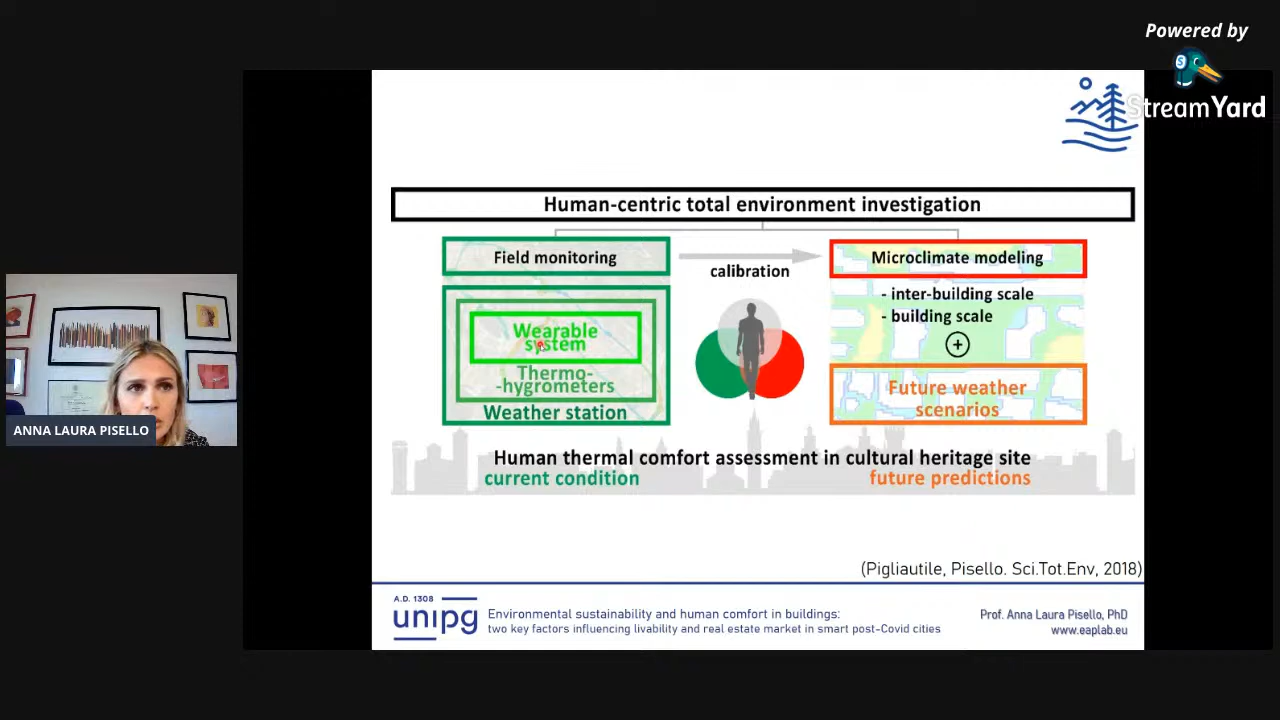 Powered by
StreamYard
Human-centric total environment investigation
Field monitoring
calibration
Microclimate modeling
- inter-building scale
- building scale
Wearable
system
Thermo-
-hygrometers
Weather station
Future weather
scenarios
ANNA LAURA PISELLO
Human thermal comfort assessment in cultural heritage site
current condition
future predictions
(Pigliautile, Pisello. Sci.Tot.Env, 2018)
A.D. 1308
unipg
Environmental sustainability and human comfort in buildings:
two key factors influencing livability and real estate market in smart post-Covid cities
Prof. Anna Laura Pisello, PhD
www.eaplab.eu